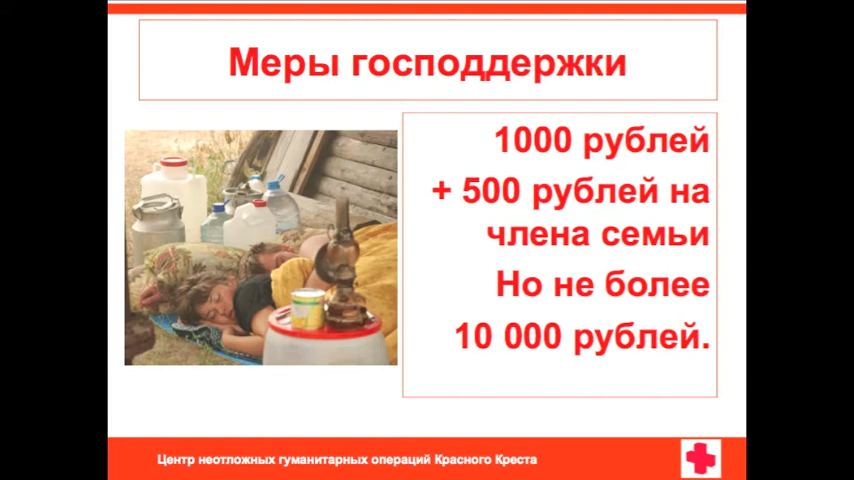 Меры господдержки
1000 рублей
+ 500 рублей на
члена семьи
Но не более
10 000 рублей.
Центр неотложных гуманитарных операций Красного Креста